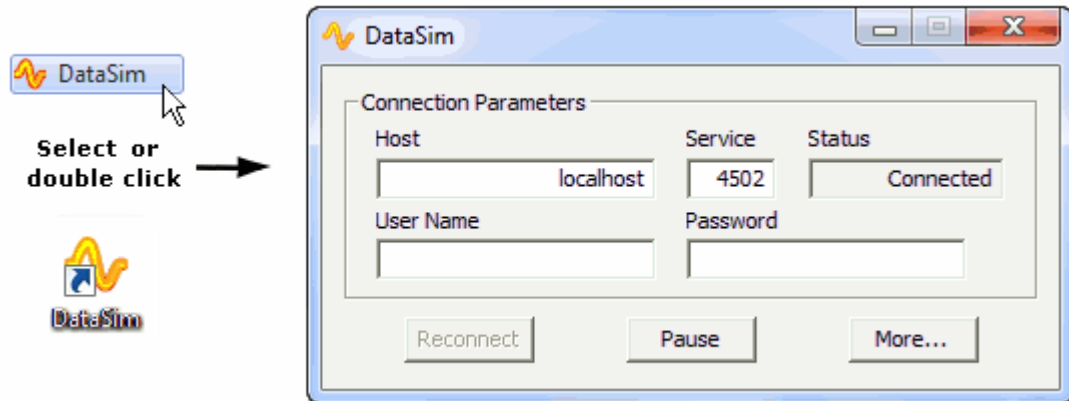 DataSim
Select or
double click
DataSim
DataSim
Connection Parameters
Host Service Status
localhost 4502 Connected
User Name Password
Reconnect Pause More...